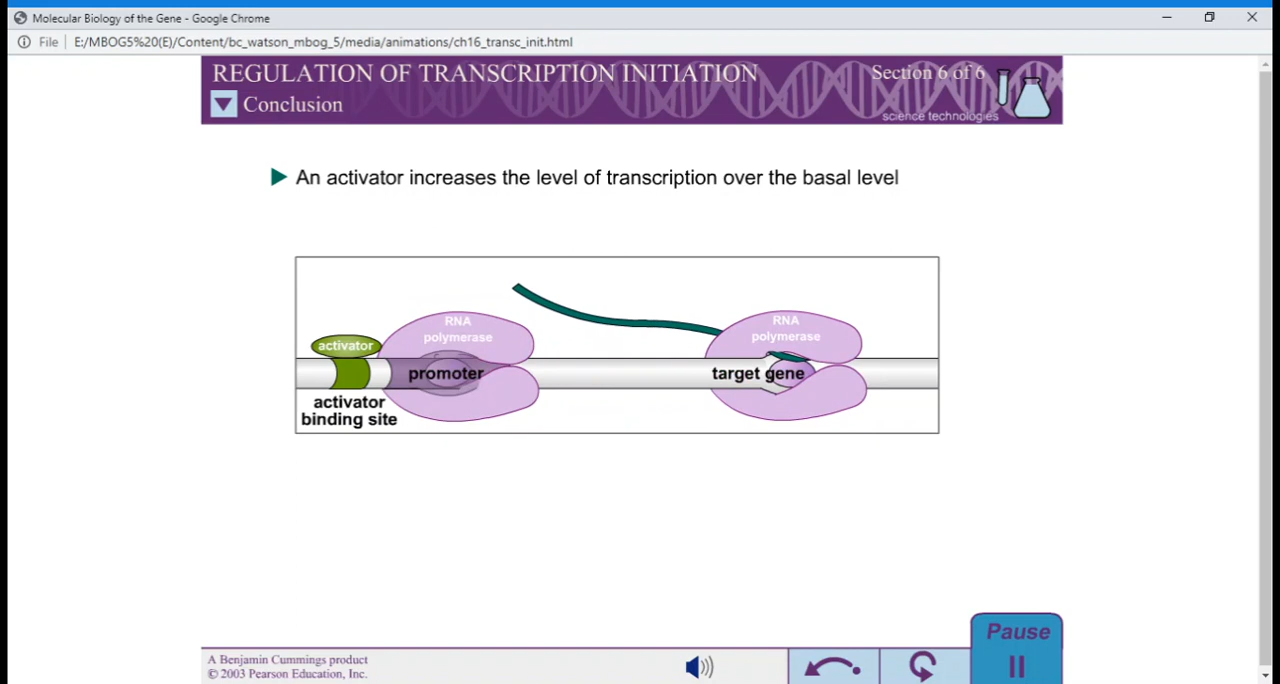 Molecular Biology of the Gene - Google Chrome
File | E:/MBOG5%20(E)/Content/bc_watson_mbog_5/media/animations/ch16_transc_init.html
REGULATION OF TRANSCRIPTION INITIATION
Section 6 of 6
Conclusion
science technologies
An activator increases the level of transcription over the basal level
RNA
polymerase
RNA
polymerase
activator
promoter
target gene
activator
binding site
Pause
A Benjamin Cummings product
© 2003 Pearson Education, Inc.